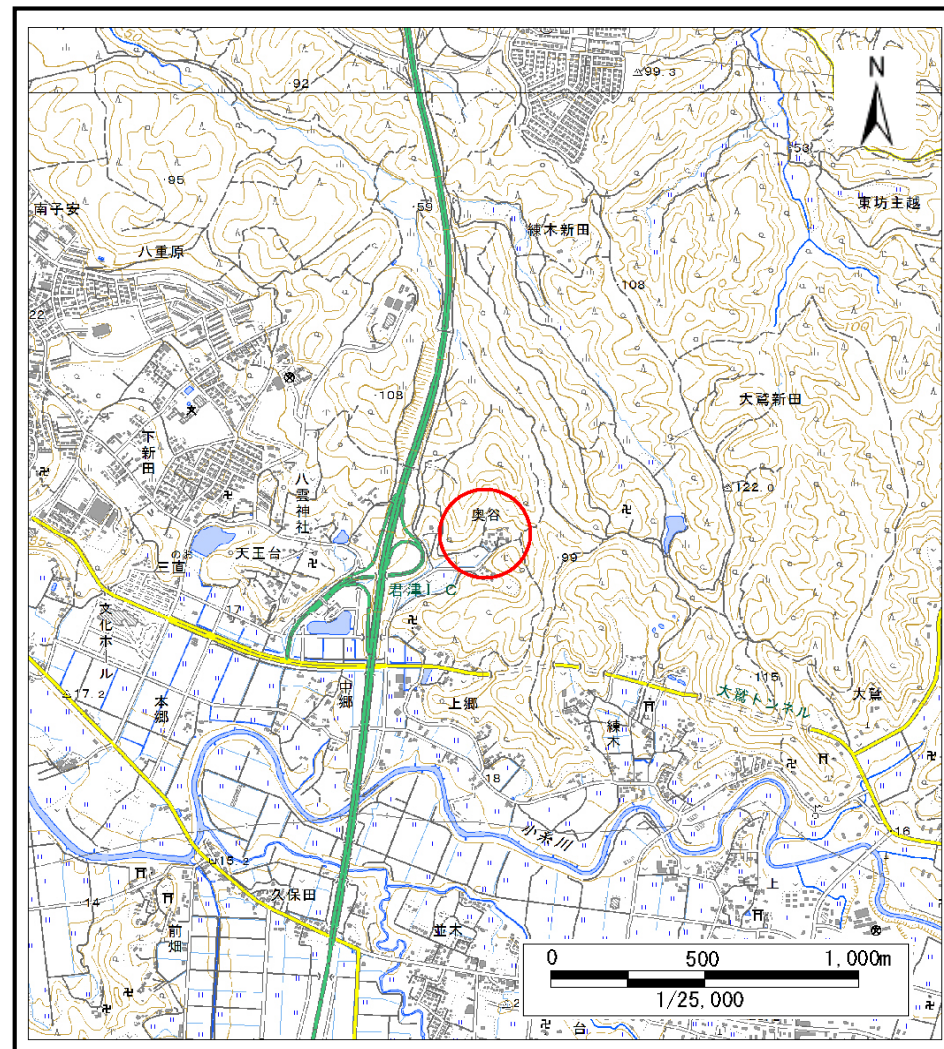 50
92
99.3
N
53
95
59
東坊主越
南子安
練木新田
八重原
108
22
100
108
大鷲新田
下新田
八雲神社
122.0
奥谷
のお
三直
天王台
99
君津I.C
17
文化ホール
115
17.2
本郷
中郷
上郷
大鷲トンネル
大鷲
練木
18
小糸川
16
15.2
久保田
上
14
前畑
並木
0 500 1,000m
1/25,000
台